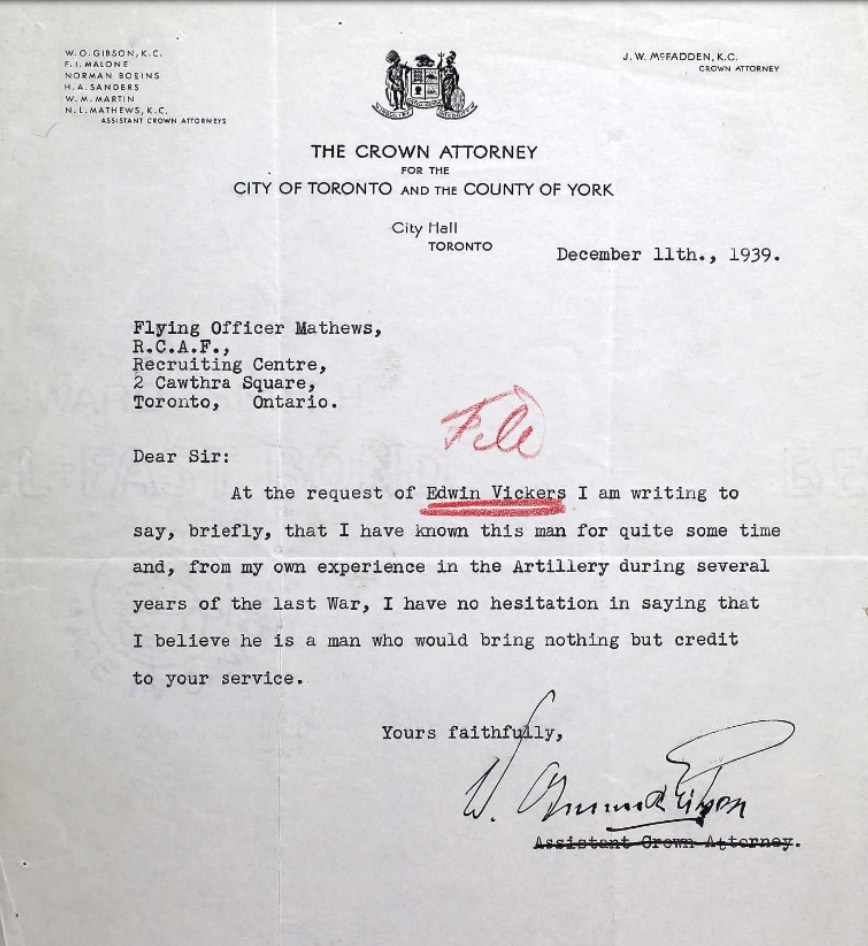 W. O. GIBSON, K.C.
F. I. MALONE
NORMAN BORINS
H. A. SANDERS
W. M. MARTIN
N. L. MATHEWS, K.C.
ASSISTANT CROWN ATTORNEYS
J. W. McFADDEN, K.C.
CROWN ATTORNEY
THE CROWN ATTORNEY
FOR THE
CITY OF TORONTO AND THE COUNTY OF YORK
City Hall
TORONTO
December 11th., 1939.
Flying Officer Mathews,
R.C.A.F.,
Recruiting Centre,
2 Cawthra Square,
Toronto, Ontario.
File
Dear Sir:
At the request of Edwin Vickers I am writing to
say, briefly, that I have known this man for quite some time
and, from my own experience in the Artillery during several
years of the last War, I have no hesitation in saying that
I believe he is a man who would bring nothing but credit
to your service.
Yours faithfully,
W. Gibson
Assistant Crown Attorney.